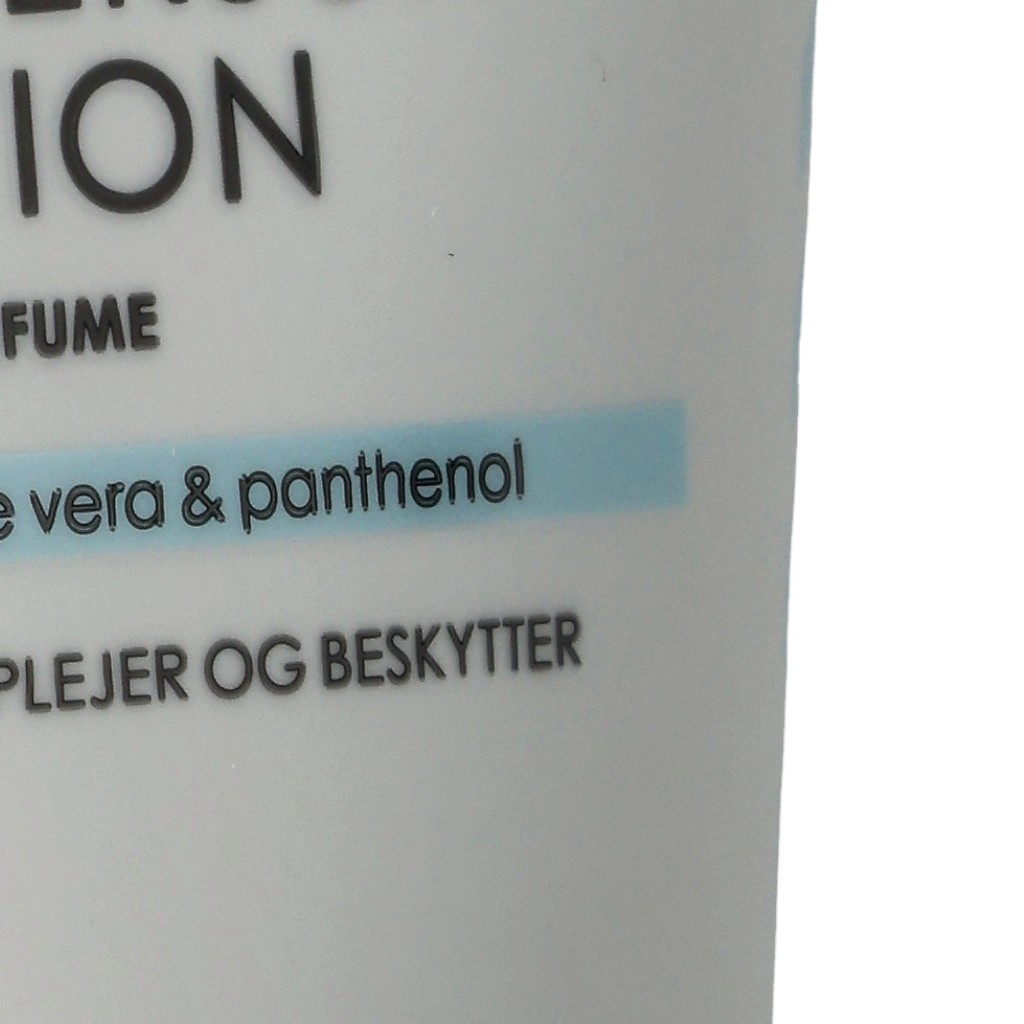 ION
FUME
e vera & panthenol
PLEJER OG BESKYTTER